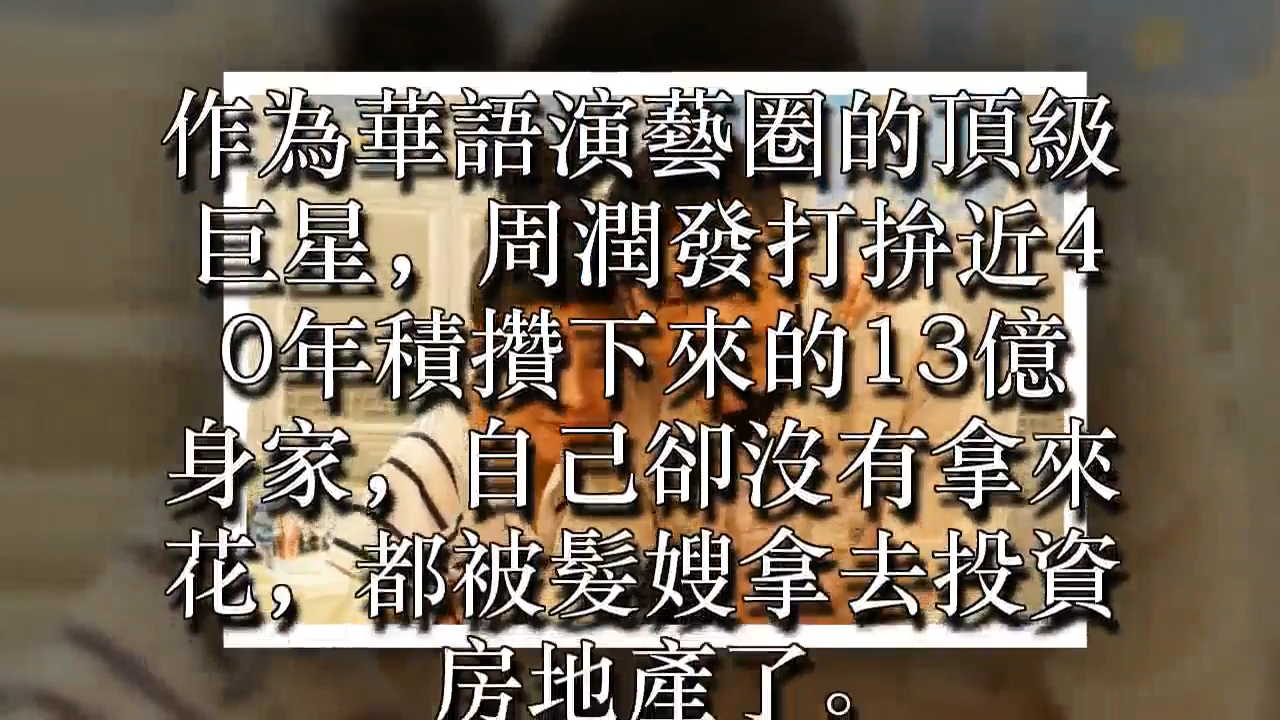 作為華語演藝圈的頂級
巨星，周潤發打拚近4
0年積攢下來的13億
身家，自己卻沒有拿來
花，都被髮嫂拿去投資
房地產了。